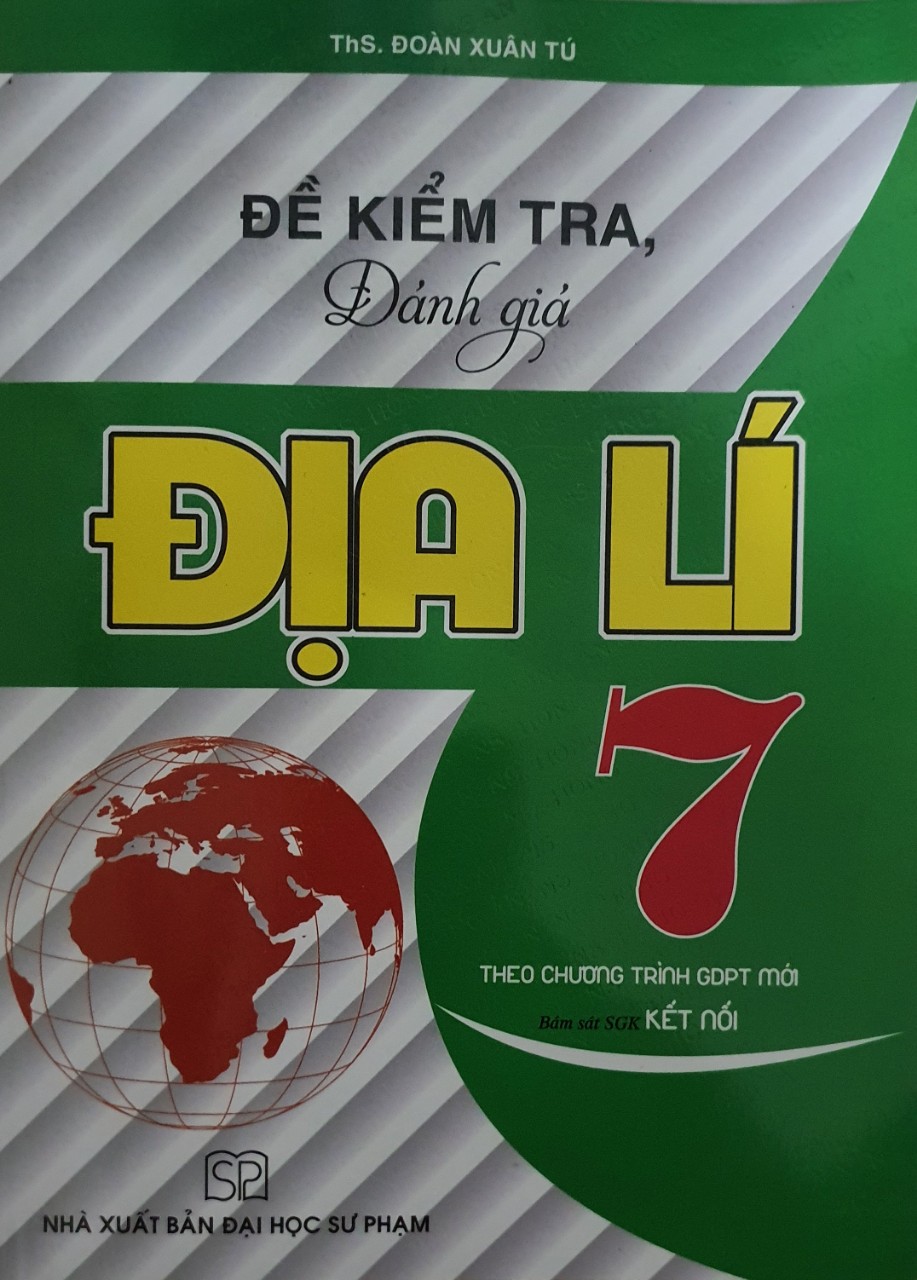 ThS. ĐOÀN XUÂN TÚ
ĐỀ KIỂM TRA,
Đánh giá
ĐỊA LÍ
7
THEO CHƯƠNG TRÌNH GDPT MỚI
Bám sát SGK KẾT NỐI
SP
NHÀ XUẤT BẢN ĐẠI HỌC SƯ PHẠM